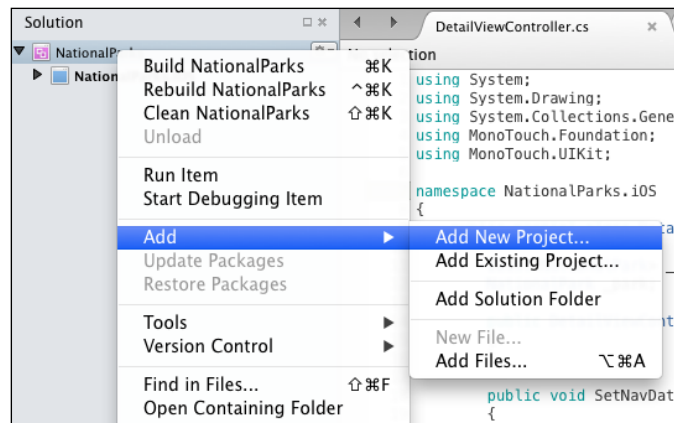 Solution
DetailViewController.cs
NationalP
Nation
Build NationalParks ⌘K
Rebuild NationalParks ^⌘K
Clean NationalParks ⇧⌘K
Unload
Run Item
Start Debugging Item
Add
Update Packages
Restore Packages
Tools
Version Control
Find in Files... ⇧⌘F
Open Containing Folder
Add New Project...
Add Existing Project...
Add Solution Folder
New File...
Add Files... ⌥⌘A
tion
using System;
using System.Drawing;
using System.Collections.Gene
using MonoTouch.Foundation;
using MonoTouch.UIKit;
namespace NationalParks.iOS
{
public void SetNavDat
{